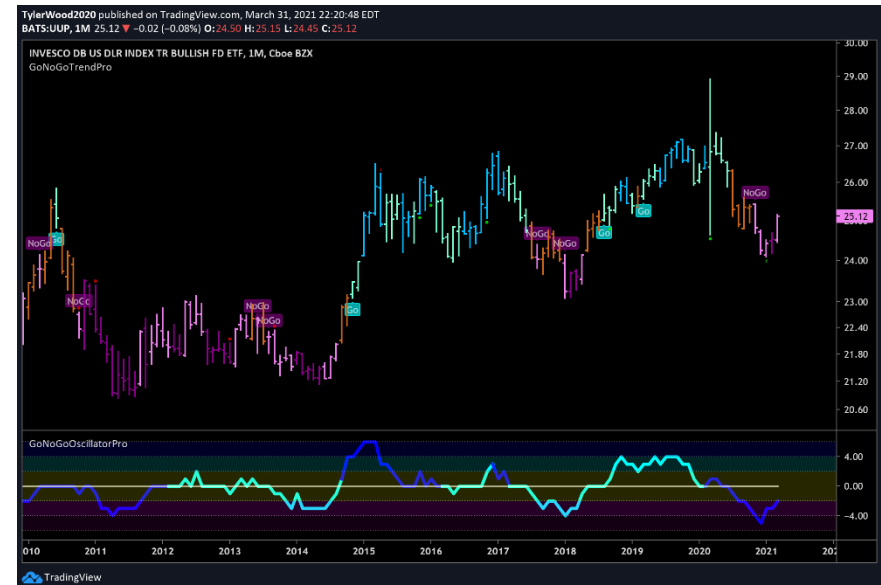 TylerWood2020 published on TradingView.com, March 31, 2021 22:20:48 EDT
BATS:UUP, 1M 25.12 ▼ −0.02 (−0.08%) O:24.50 H:25.15 L:24.45 C:25.12
INVESCO DB US DLR INDEX TR BULLISH FD ETF, 1M, Cboe BZX
GoNoGoTrendPro
30.00
29.00
28.00
27.00
26.00
25.12
24.00
23.00
22.40
21.80
21.20
20.60
NoGo Go
NoGo
NoGo
NoGo
Go
NoGo
NoGo
Go
Go
NoGo
GoNoGoOscillatorPro
4.00
0.00
−4.00
010 2011 2012 2013 2014 2015 2016 2017 2018 2019 2020 2021 202
TradingView